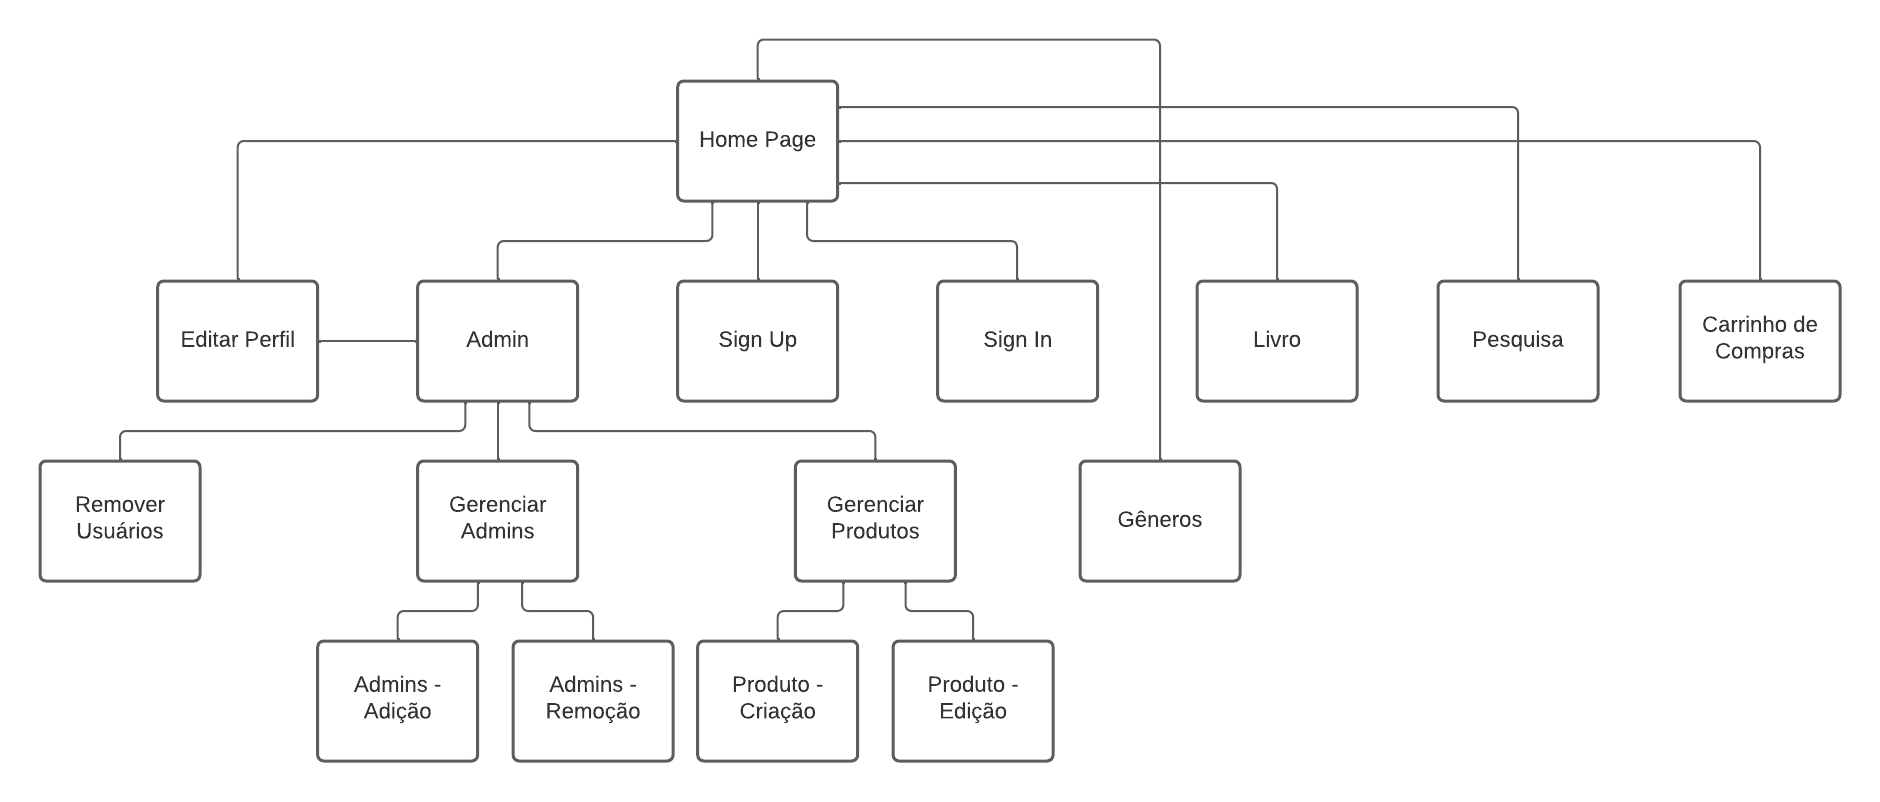 Home Page
Editar Perfil
Admin
Sign Up
Sign In
Livro
Pesquisa
Carrinho de
Compras
Remover
Usuários
Gerenciar
Admins
Gerenciar
Produtos
Gêneros
Admins -
Adição
Admins -
Remoção
Produto -
Criação
Produto -
Edição